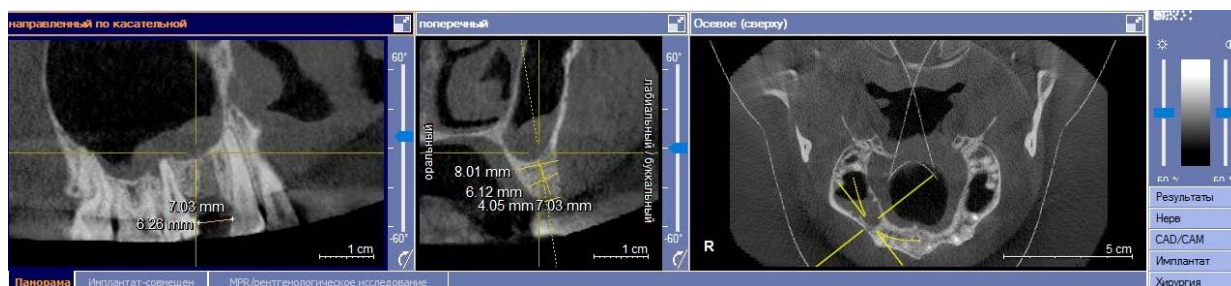 направленный по касательной
поперечный
Осевое (сверху)
60°
60°
оральный
лабиальный / буккальный
8.01 mm
6.12 mm
4.05 mm 7.03 mm
7.03 mm
6.26 mm
-60°
-60°
1 cm
1 cm
R
5 cm
Результаты
Нерв
CAD/CAM
Имплантат
Хирургия
Панорама
Имплантат-совмещен
MPR/рентгенологическое исследование